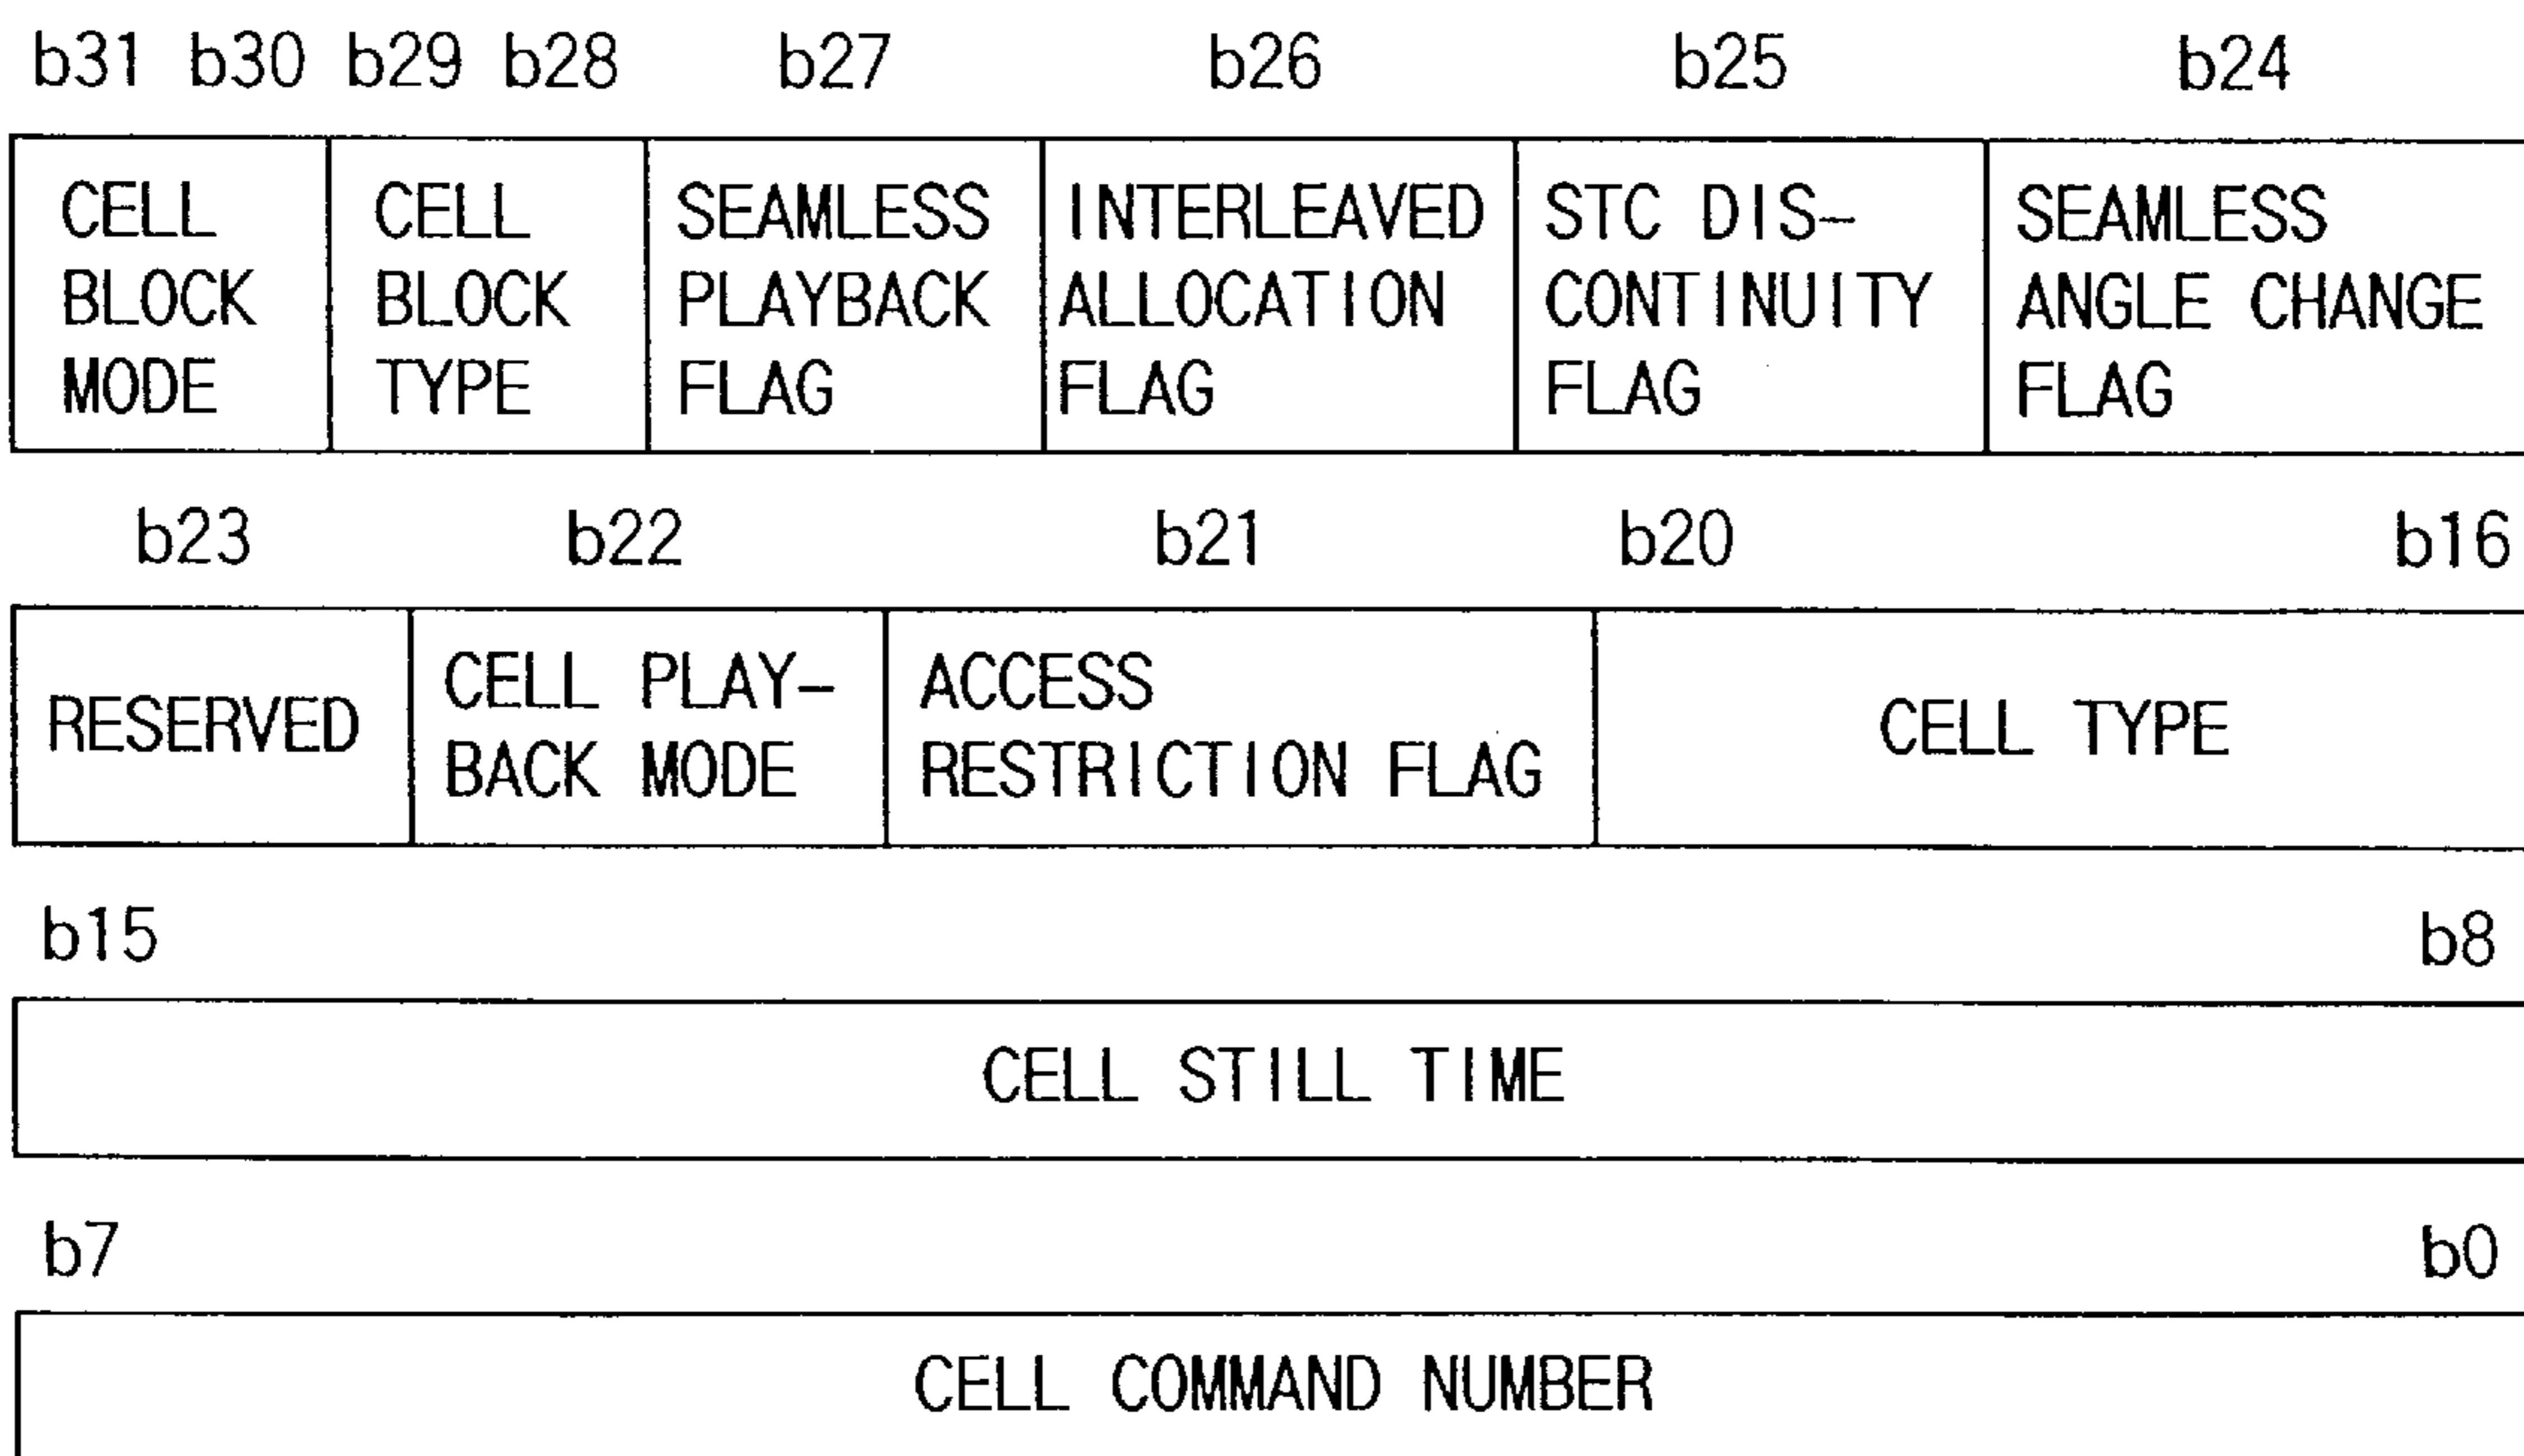 b31 b30 b29 b28 b27 b26 b25 b24
CELL BLOCK MODE
CELL BLOCK TYPE
SEAMLESS PLAYBACK FLAG
INTERLEAVED ALLOCATION FLAG
STC DIS-
CONTINUITY FLAG
SEAMLESS ANGLE CHANGE FLAG
b23 b22 b21 b20 b16
RESERVED
CELL PLAY-
BACK MODE
ACCESS RESTRICTION FLAG
CELL TYPE
b15 b8
CELL STILL TIME
b7 b0
CELL COMMAND NUMBER